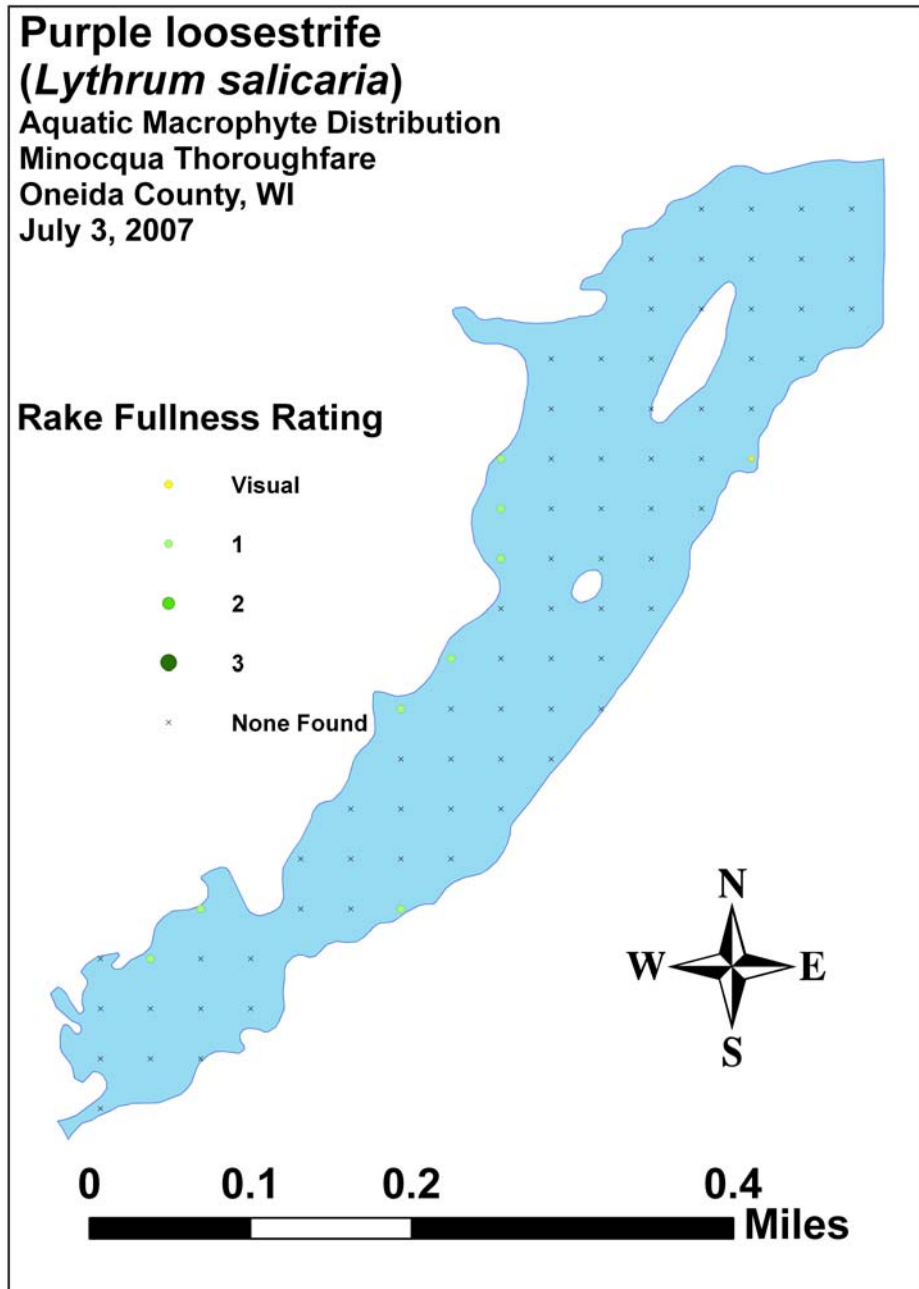 Purple loosestrife
(Lythrum salicaria)
Aquatic Macrophyte Distribution
Minocqua Thoroughfare
Oneida County, WI
July 3, 2007
Rake Fullness Rating
Visual
1
2
3
None Found
N
W E
S
0 0.1 0.2 0.4
Miles